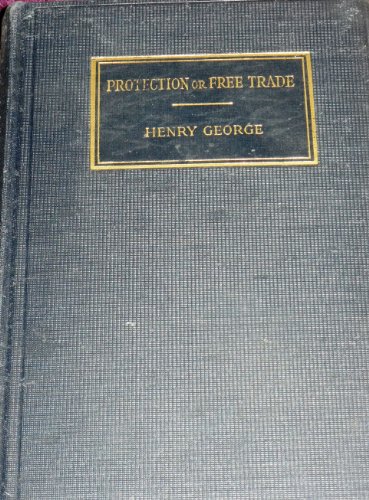 PROTECTION OR FREE TRADE
HENRY GEORGE